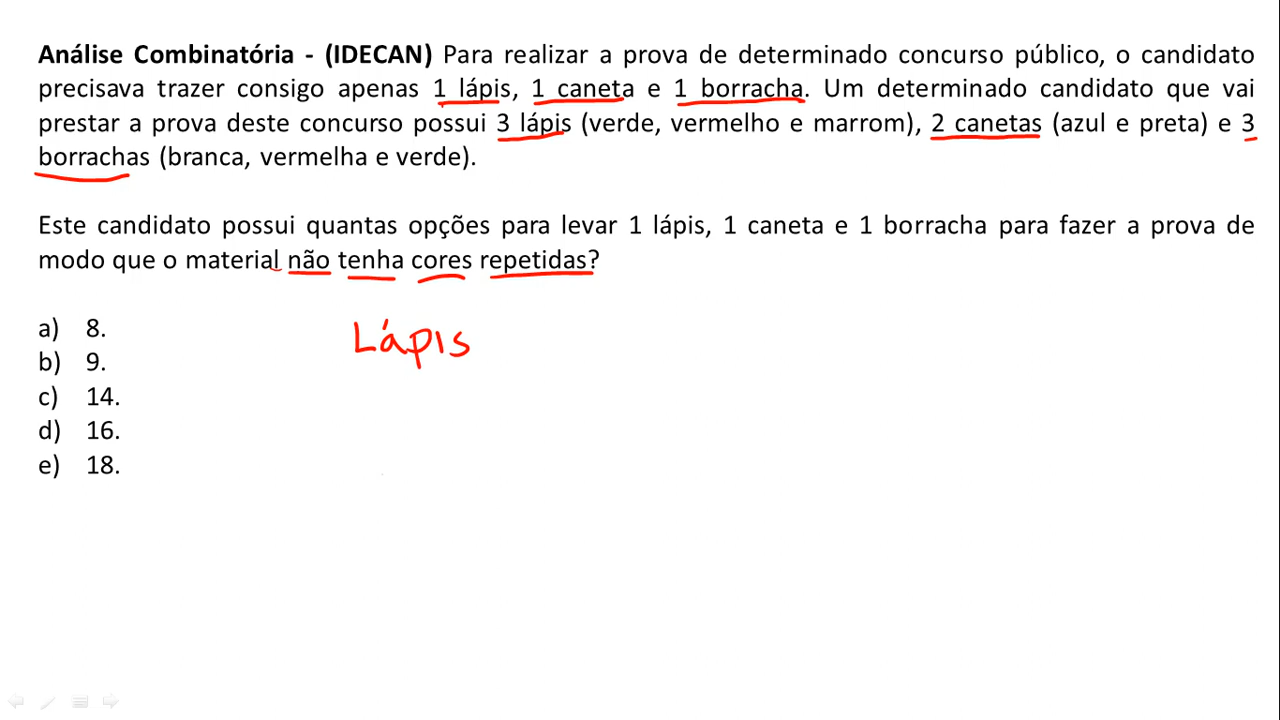 Análise Combinatória - (IDECAN) Para realizar a prova de determinado concurso público, o candidato
precisava trazer consigo apenas 1 lápis, 1 caneta e 1 borracha. Um determinado candidato que vai
prestar a prova deste concurso possui 3 lápis (verde, vermelho e marrom), 2 canetas (azul e preta) e 3
borrachas (branca, vermelha e verde).
Este candidato possui quantas opções para levar 1 lápis, 1 caneta e 1 borracha para fazer a prova de
modo que o material não tenha cores repetidas?
a) 8.
b) 9.
c) 14.
d) 16.
e) 18.
Lápis